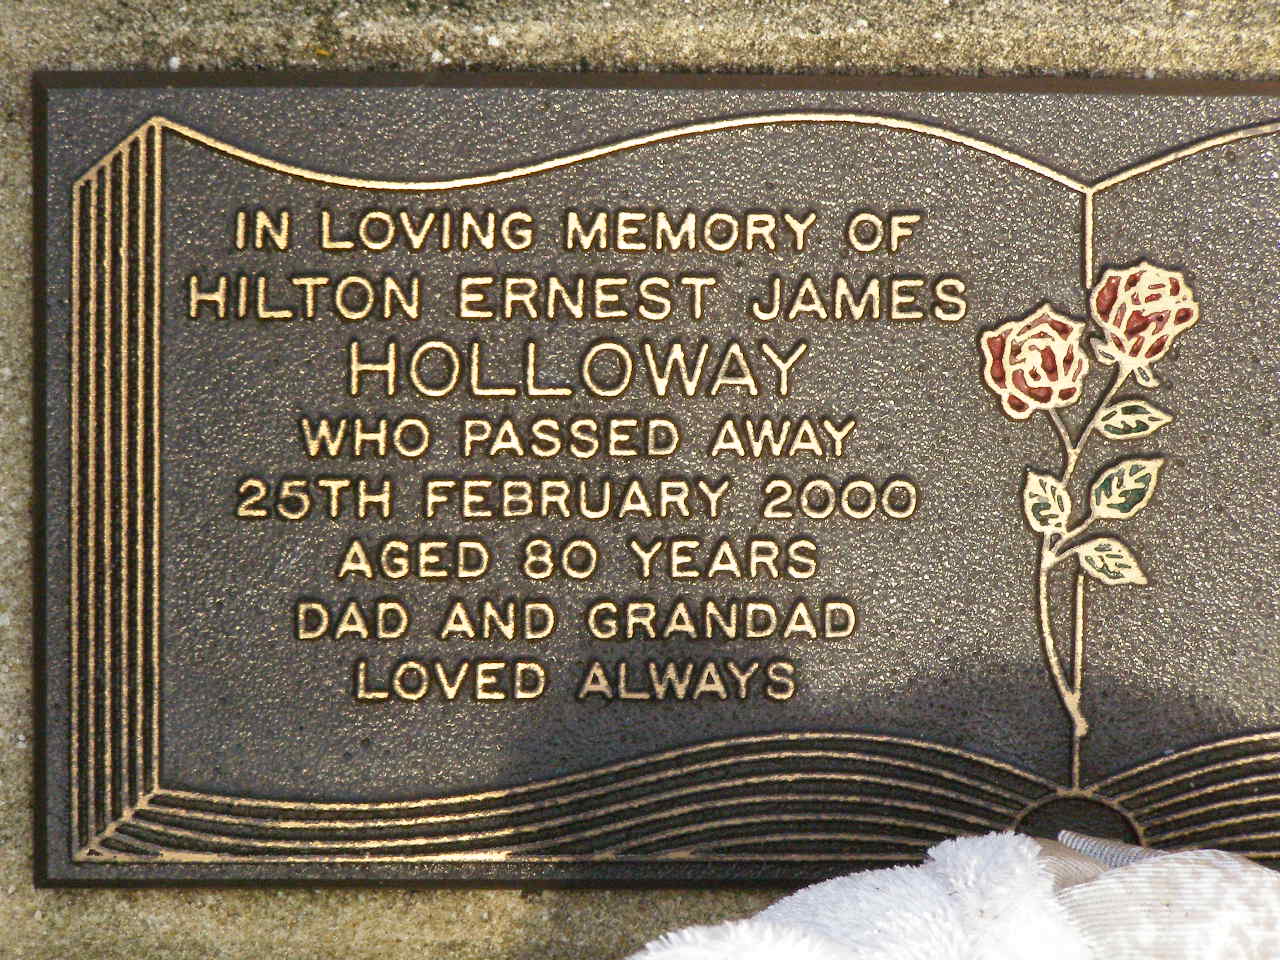 IN LOVING MEMORY OF
HILTON ERNEST JAMES
HOLLOWAY
WHO PASSED AWAY
25TH FEBRUARY 2000
AGED 80 YEARS
DAD AND GRANDAD
LOVED ALWAYS